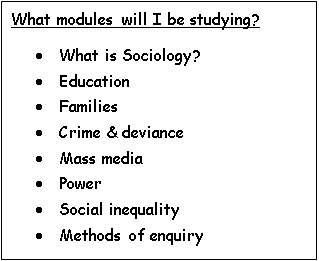 What modules will I be studying?
• What is Sociology?
• Education
• Families
• Crime & deviance
• Mass media
• Power
• Social inequality
• Methods of enquiry